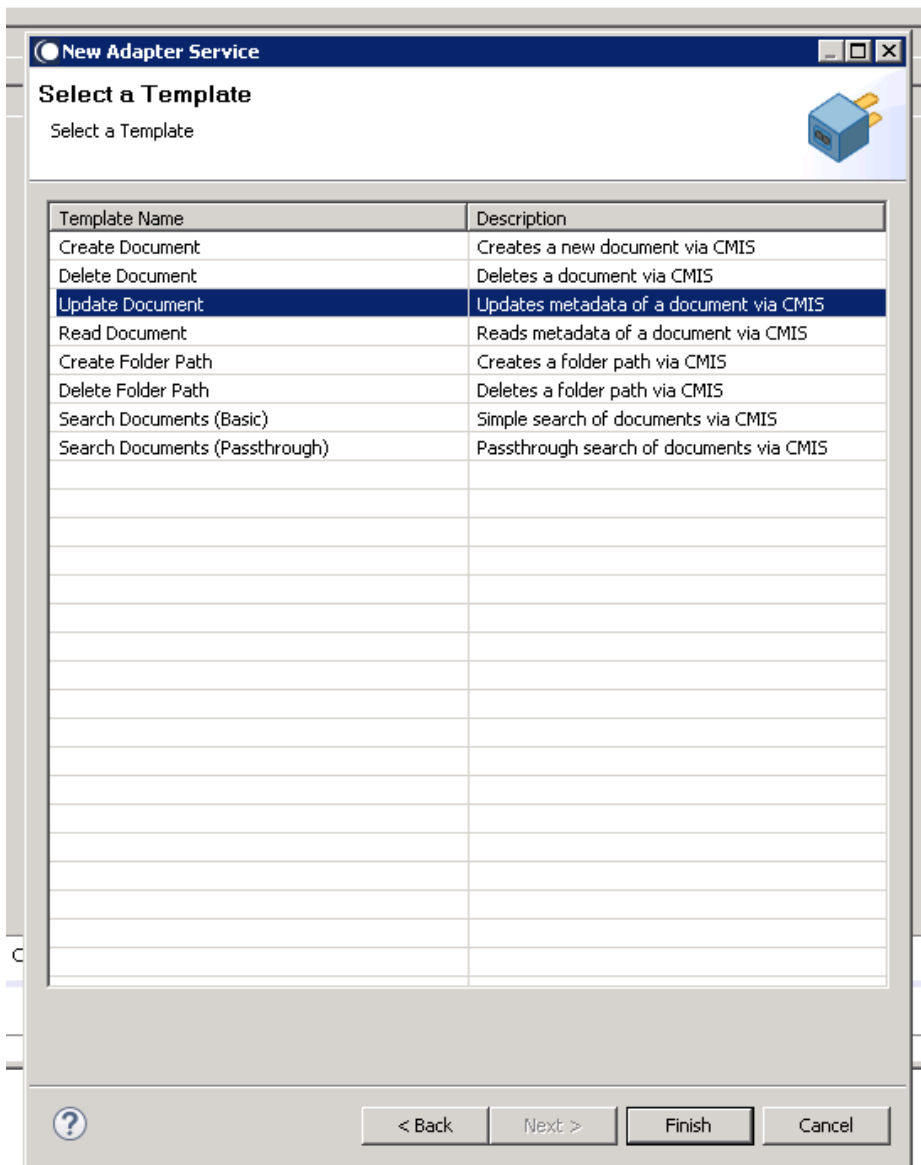 New Adapter Service
Select a Template
Select a Template
Template Name Description
Create Document Creates a new document via CMIS
Delete Document Deletes a document via CMIS
Update Document Updates metadata of a document via CMIS
Read Document Reads metadata of a document via CMIS
Create Folder Path Creates a folder path via CMIS
Delete Folder Path Deletes a folder path via CMIS
Search Documents (Basic) Simple search of documents via CMIS
Search Documents (Passthrough) Passthrough search of documents via CMIS
? < Back Next > Finish Cancel